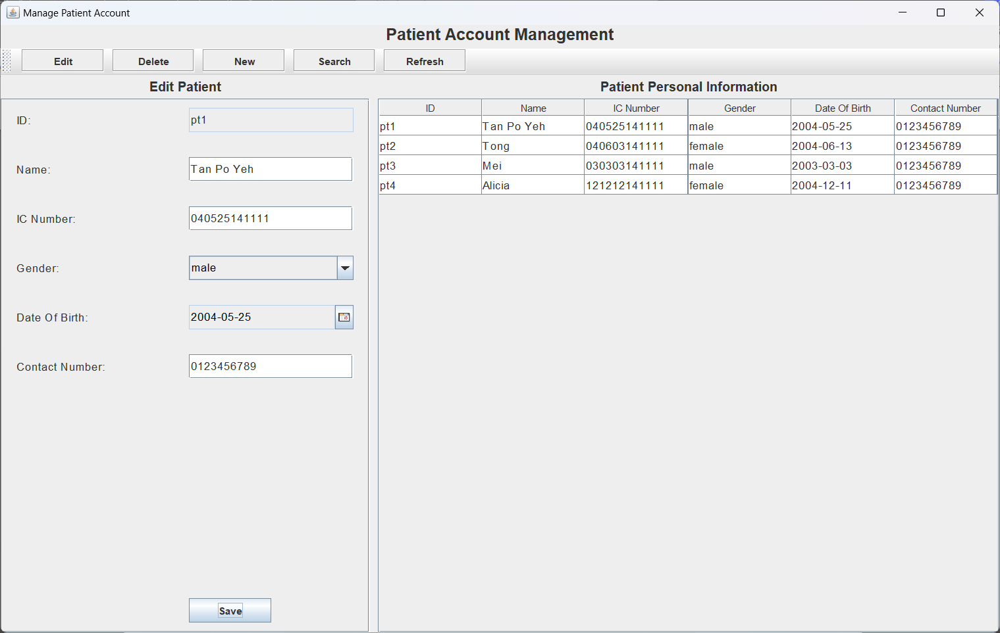 Manage Patient Account
Patient Account Management
Edit Delete New Search Refresh
Edit Patient
ID: pt1
Name: Tan Po Yeh
IC Number: 040525141111
Gender: male
Date Of Birth: 2004-05-25
Contact Number: 0123456789
Save
Patient Personal Information
ID Name IC Number Gender Date Of Birth Contact Number
pt1 Tan Po Yeh 040525141111 male 2004-05-25 0123456789
pt2 Tong 040603141111 female 2004-06-13 0123456789
pt3 Mei 030303141111 male 2003-03-03 0123456789
pt4 Alicia 121212141111 female 2004-12-11 0123456789